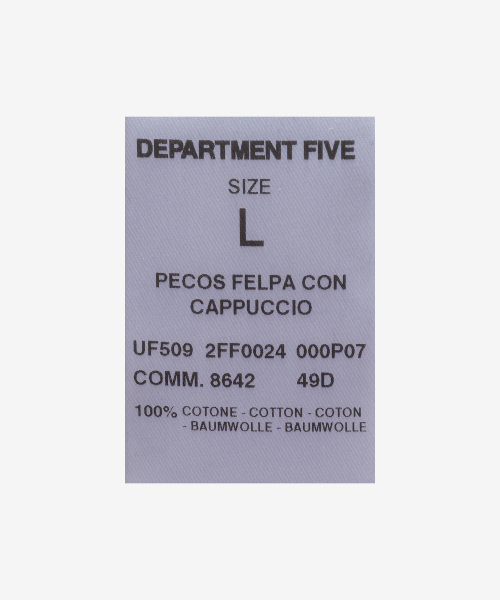 DEPARTMENT FIVE
SIZE
L
PECOS FELPA CON
CAPPUCCIO
UF509 2FF0024 000P07
COMM. 8642 49D
100% COTONE - COTTON - COTON
- BAUMWOLLE - BAUMWOLLE